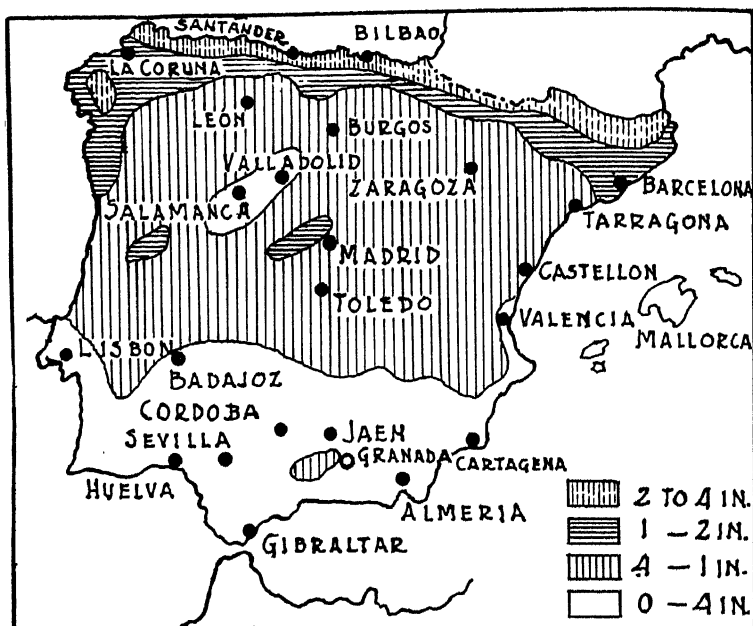 SANTANDER
BILBAO
LA CORUNA
LEÓN
BURGOS
VALLADOLID
ZARAGOZA
SALAMANCA
BARCELONA
TARRAGONA
MADRID
CASTELLON
TOLEDO
VALENCIA
MALLORCA
LISBON
BADAJOZ
CORDOBA
SEVILLA
JAEN
GRANADA
CARTAGENA
HUELVA
ALMERIA
GIBRALTAR
2 TO 4 IN.
1 - 2 IN.
4 - 1 IN.
0 - 4 IN.